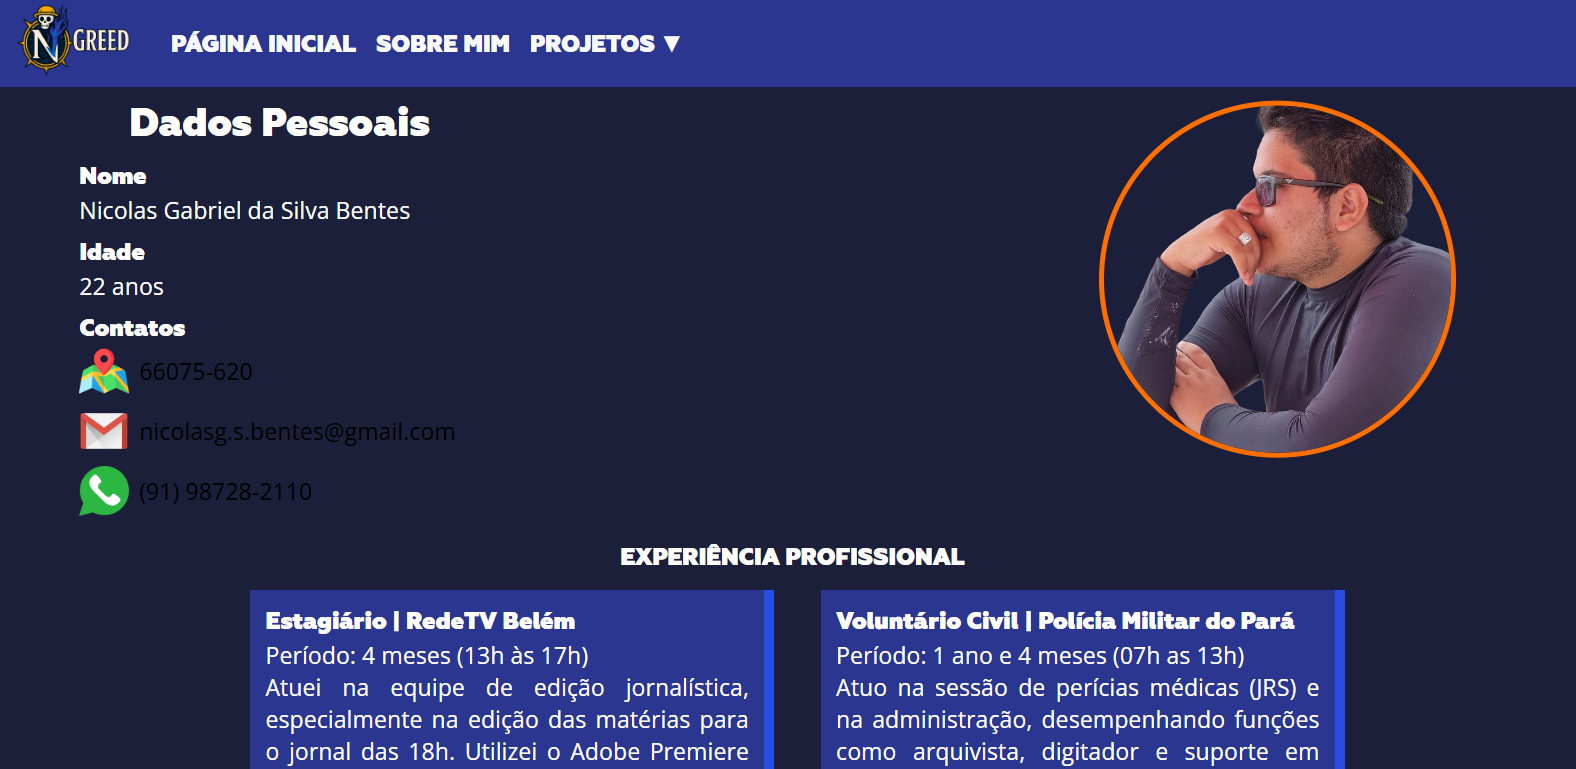 N GREED
PÁGINA INICIAL SOBRE MIM PROJETOS ▼
Dados Pessoais
Nome
Nicolas Gabriel da Silva Bentes
Idade
22 anos
Contatos
66075-620
nicolasg.s.bentes@gmail.com
(91) 98728-2110
EXPERIÊNCIA PROFISSIONAL
Estagiário | RedeTV Belém
Período: 4 meses (13h às 17h)
Atuei na equipe de edição jornalística,
especialmente na edição das matérias para
o jornal das 18h. Utilizei o Adobe Premiere
Voluntário Civil | Polícia Militar do Pará
Período: 1 ano e 4 meses (07h as 13h)
Atuo na sessão de perícias médicas (JRS) e
na administração, desempenhando funções
como arquivista, digitador e suporte em